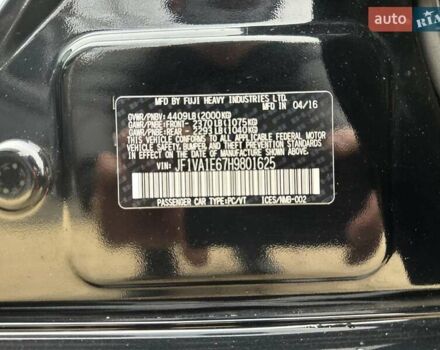 AUTO RIA
MFD BY FUJI HEAVY INDUSTRIES LTD.
MFD IN 04/16
GVWR/PNBV: 4409LB(2000KG)
GAWR/PNBE: FRONT - 2370LB(1075KG)
GAWR/PNBE: REAR - 2293LB(1040KG)
THIS VEHICLE CONFORMS TO ALL APPLICABLE FEDERAL MOTOR
VEHICLE SAFETY, BUMPER, AND THEFT PREVENTION STANDARDS
IN EFFECT ON THE DATE OF MANUFACTURE SHOWN ABOVE.
VIN: JF1VA1E67H9801625
PASSENGER CAR TYPE:PC/VT ICES/NMB-002